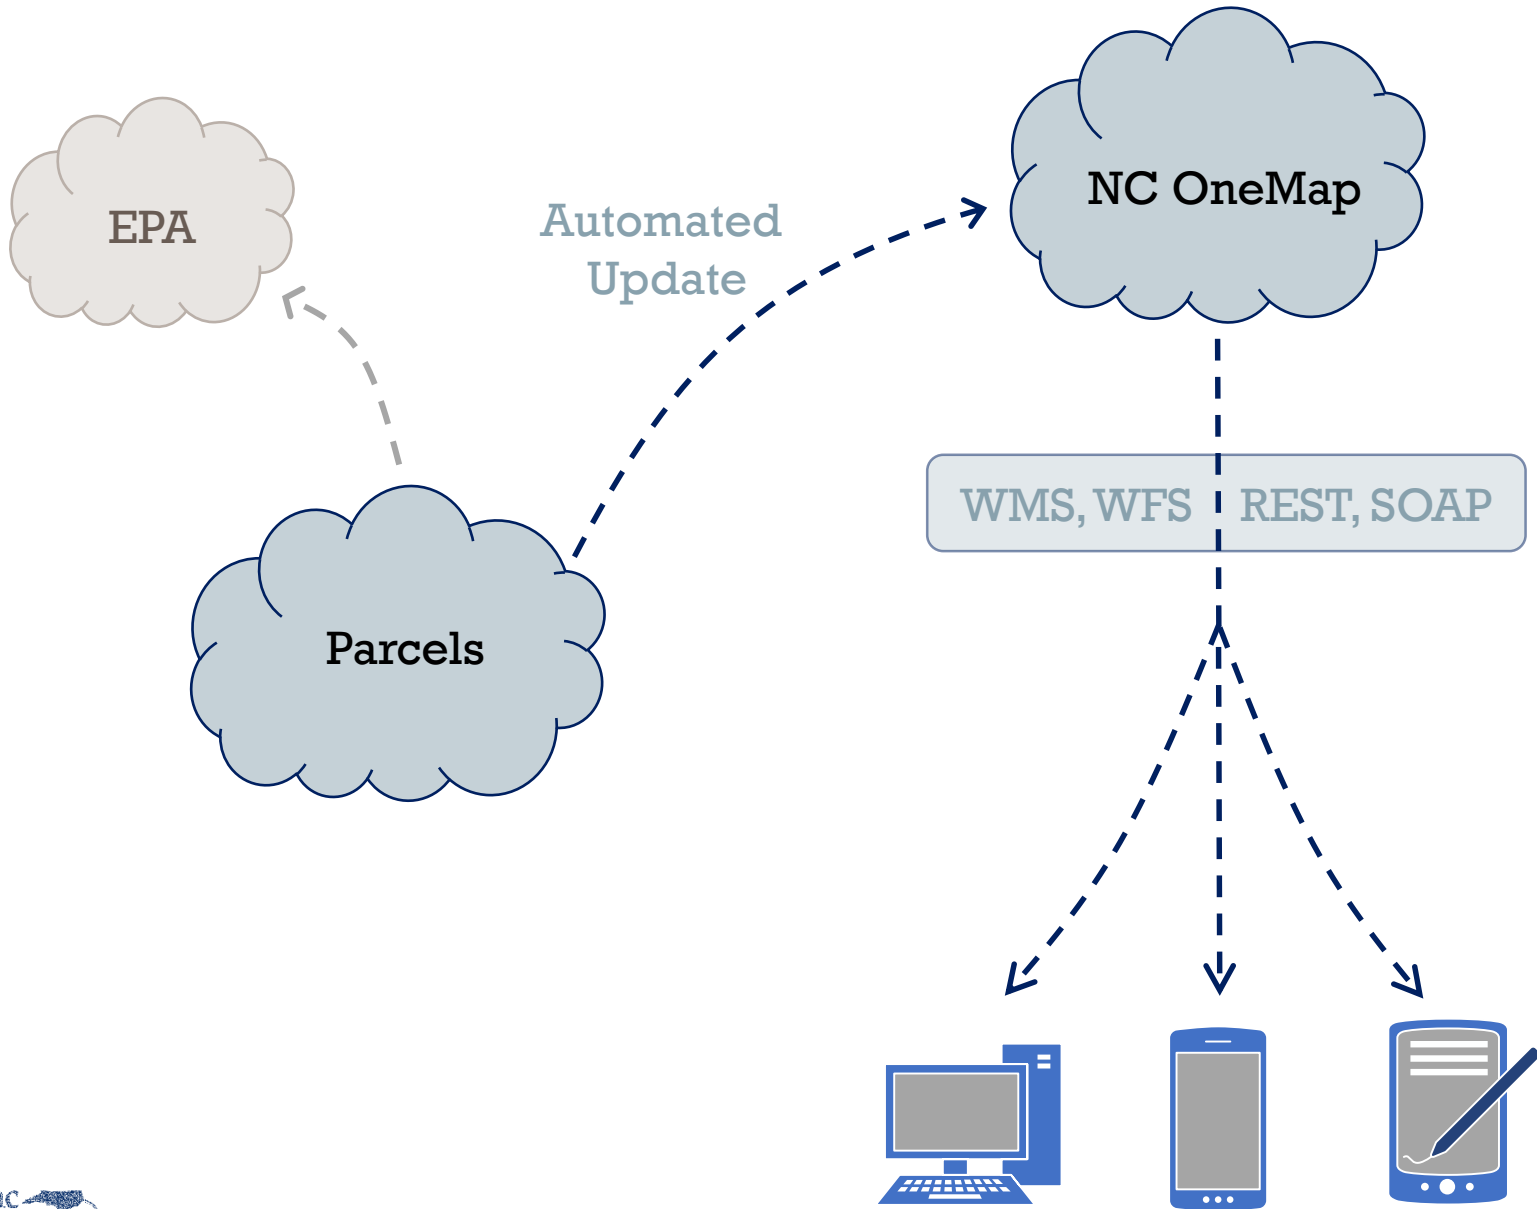 NC OneMap
EPA
Automated
Update
WMS, WFS
REST, SOAP
Parcels